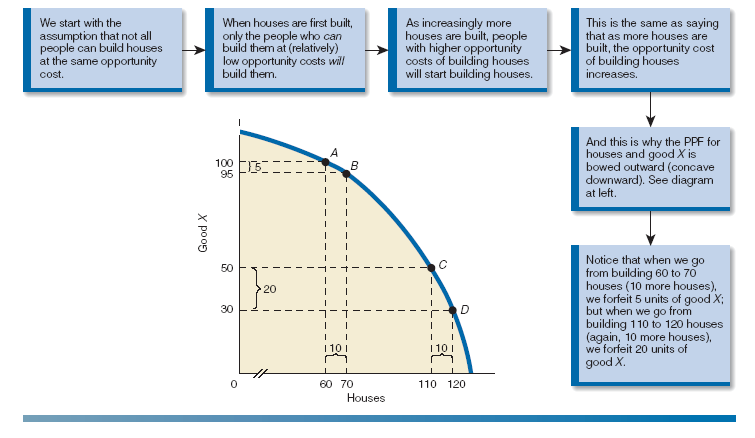 We start with the
assumption that not all
people can build houses
at the same opportunity
cost.
When houses are first built,
only the people who can
build them at (relatively)
low opportunity costs will
build them.
As increasingly more
houses are built, people
with higher opportunity
costs of building houses
will start building houses.
This is the same as saying
that as more houses are
built, the opportunity cost
of building houses
increases.
And this is why the PPF for
houses and good X is
bowed outward (concave
downward). See diagram
at left.
Notice that when we go
from building 60 to 70
houses (10 more houses),
we forfeit 5 units of good X;
but when we go from
building 110 to 120 houses
(again, 10 more houses),
we forfeit 20 units of
good X.
Good X
100
95
50
30
0
5
20
A
B
C
D
10
10
60 70
110 120
Houses